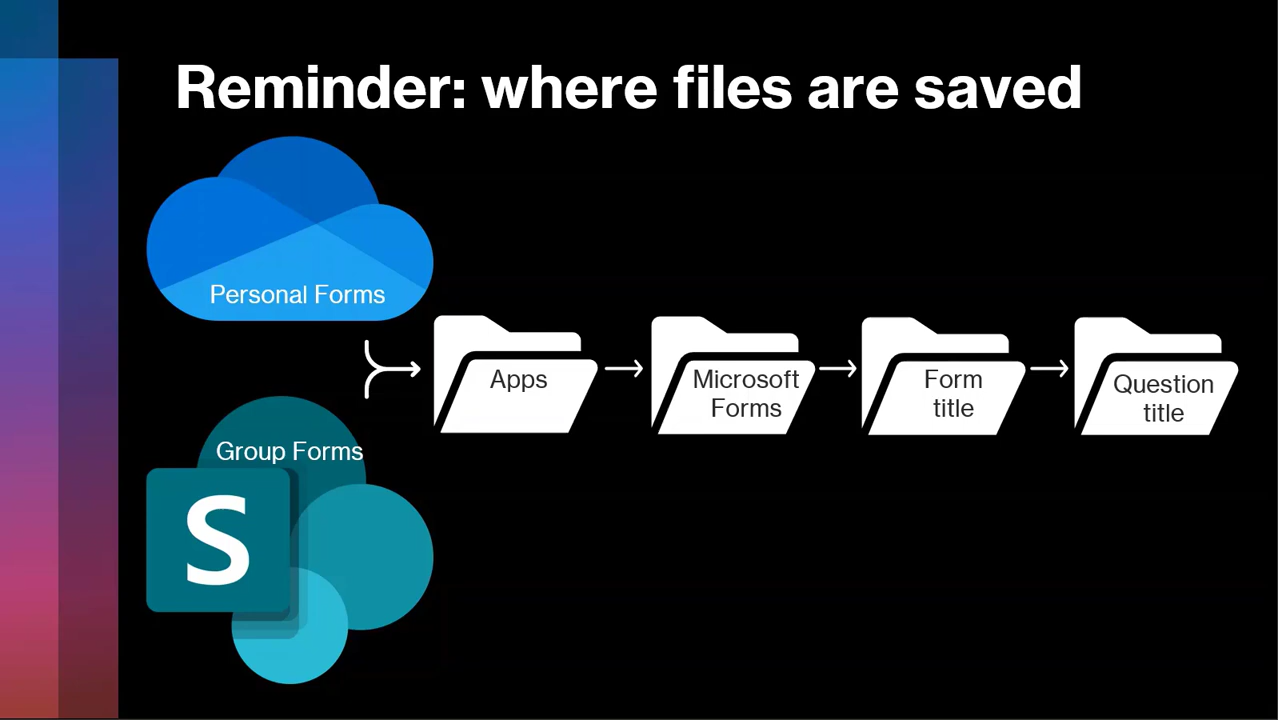 Reminder: where files are saved
Personal Forms
Apps
Microsoft
Forms
Form
title
Question
title
Group Forms
S